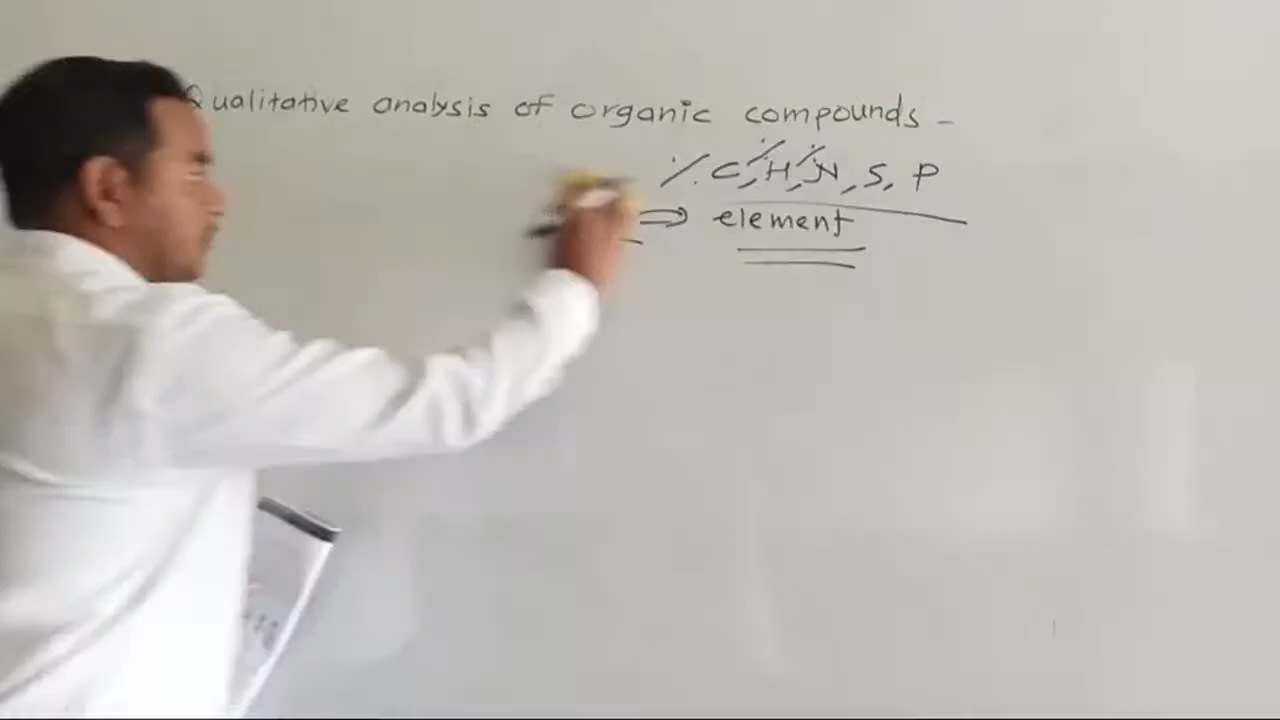 Qualitative analysis of organic compounds -
% C, % H, % N, S, P
⇒ element